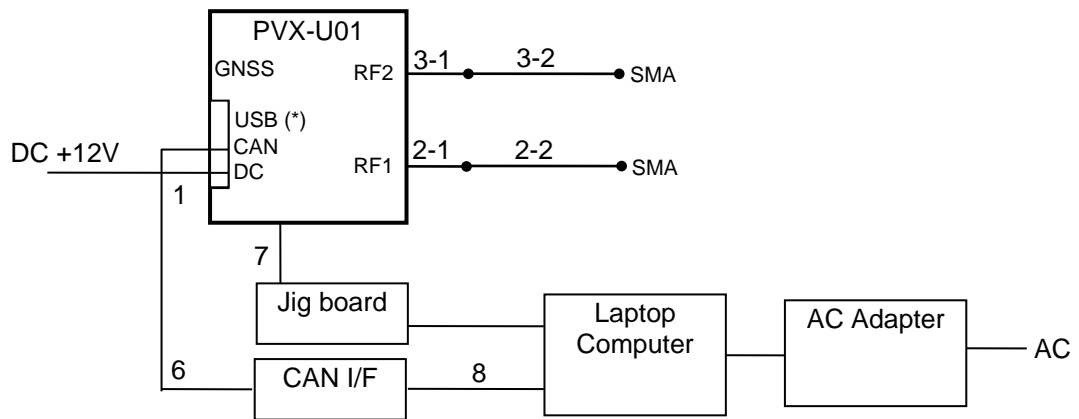 PVX-U01
GNSS
RF2
3-1
3-2
SMA
USB (*)
DC +12V
CAN
DC
RF1
2-1
2-2
SMA
1
7
Jig board
Laptop
Computer
AC Adapter
AC
6
CAN I/F
8